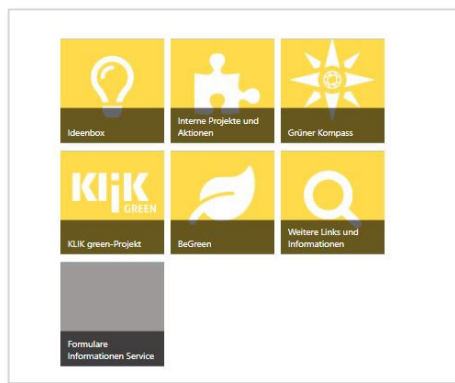 Ideenbox
Interne Projekte und
Aktionen
Grüner Kompass
KLiK
GREEN
KLIK green-Projekt
BeGreen
Weitere Links und
Informationen
Formulare
Informationen Service